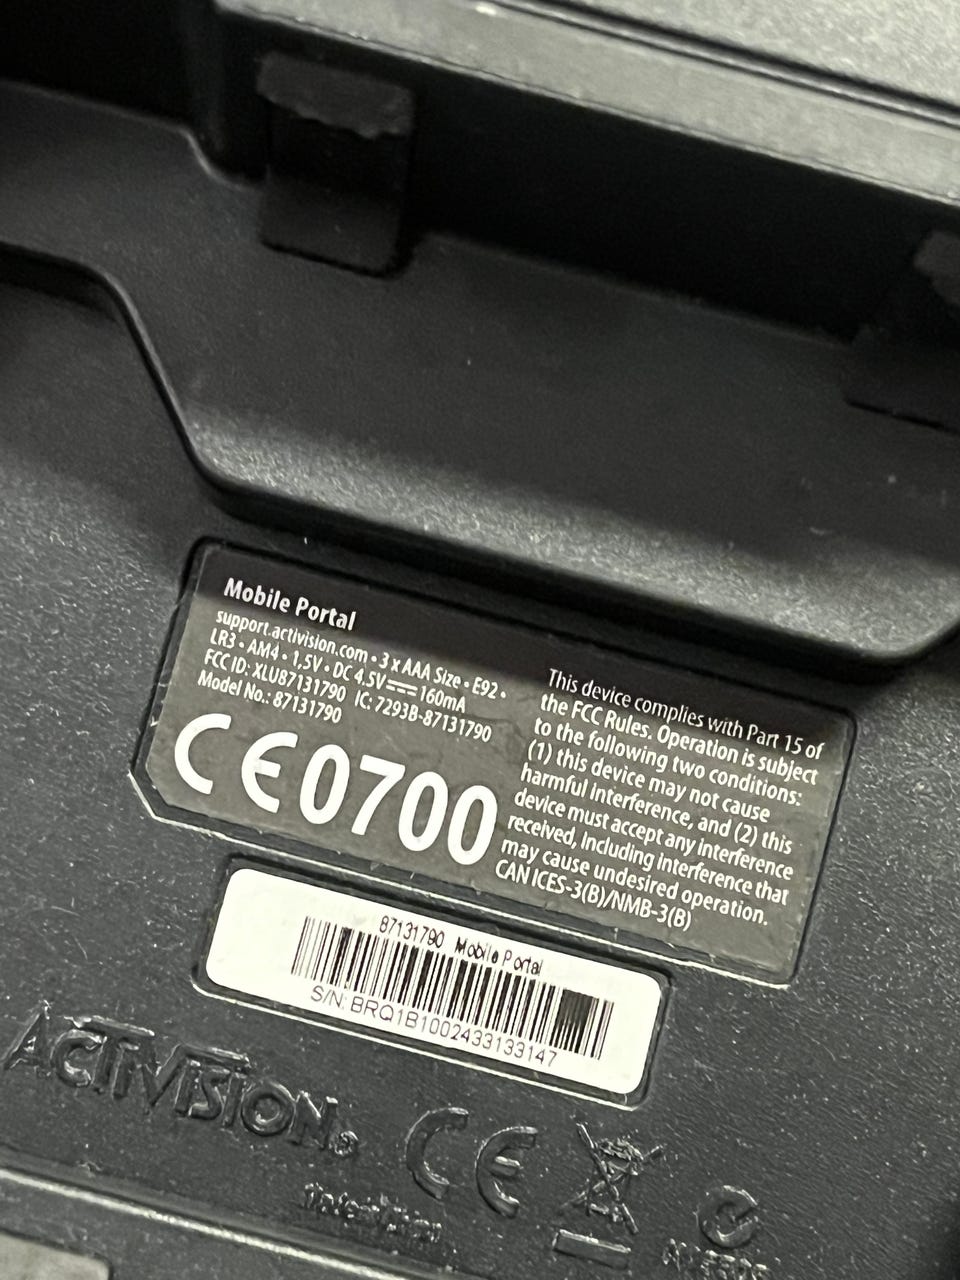 Mobile Portal
support.activision.com • 3 x AAA Size • E92 •
LR3 • AM4 • 1,5V • DC 4.5V 160mA
FCC ID: XLU87131790 IC: 7293B-87131790
Model No.: 87131790
CE0700
This device complies with Part 15 of
the FCC Rules. Operation is subject
to the following two conditions:
(1) this device may not cause
harmful interference, and (2) this
device must accept any interference
received, including interference that
may cause undesired operation.
CAN ICES-3(B)/NMB-3(B)
87131790 Mobile Portal
S/N: BRQ1B1002433133147
ACTIVISION®
CE